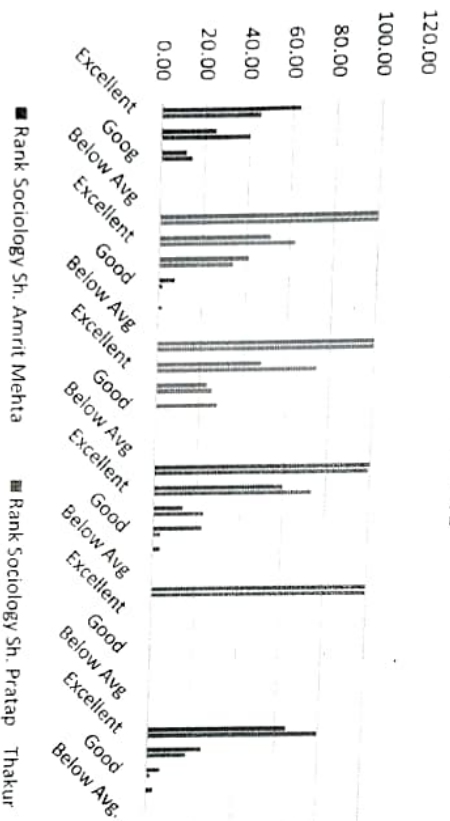 120.00
100.00
80.00
60.00
40.00
20.00
0.00
Excellent
Goog
Below Avg
Excellent
Good
Below Avg
Excellent
Good
Below Avg
Excellent
Good
Below Avg
Excellent
Good
Below Avg
Excellent
Good
Below Avg.
■ Rank Sociology Sh. Amrit Mehta
■ Rank Sociology Sh. Pratap Thakur